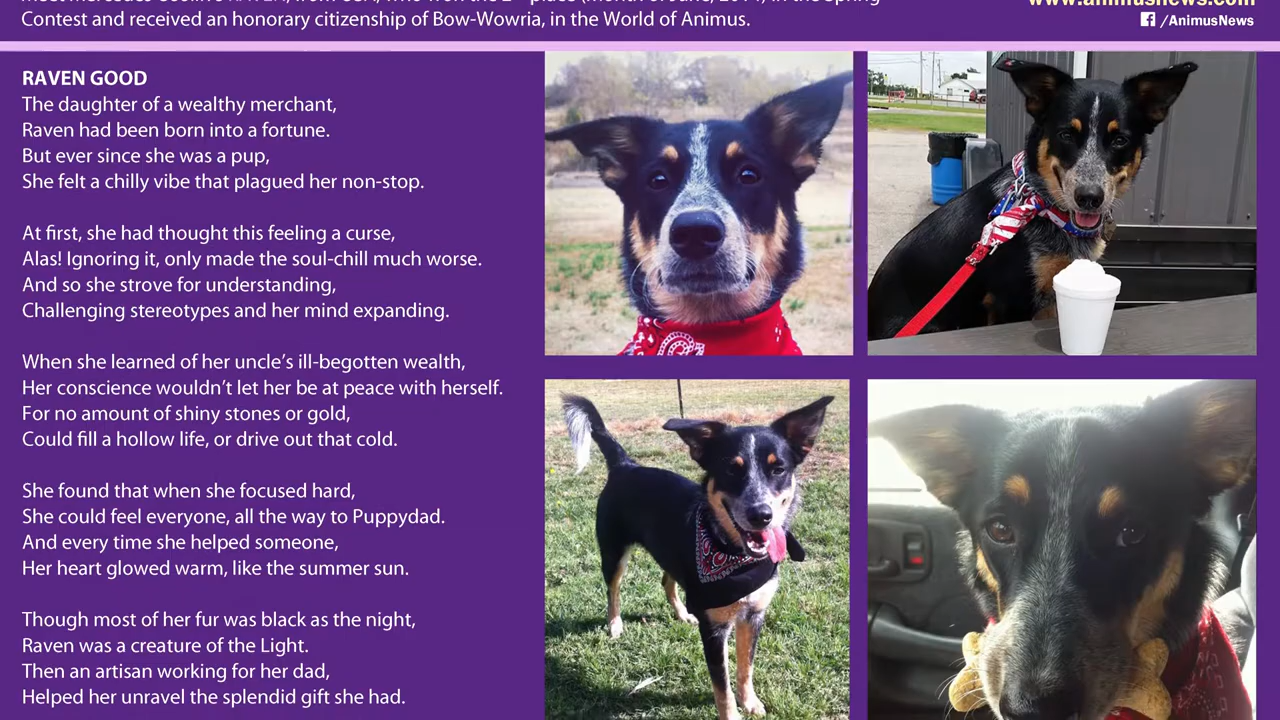 Contest and received an honorary citizenship of Bow-Wowria, in the World of Animus.
www.animusnews.com
/AnimusNews
RAVEN GOOD
The daughter of a wealthy merchant,
Raven had been born into a fortune.
But ever since she was a pup,
She felt a chilly vibe that plagued her non-stop.
At first, she had thought this feeling a curse,
Alas! Ignoring it, only made the soul-chill much worse.
And so she strove for understanding,
Challenging stereotypes and her mind expanding.
When she learned of her uncle’s ill-begotten wealth,
Her conscience wouldn’t let her be at peace with herself.
For no amount of shiny stones or gold,
Could fill a hollow life, or drive out that cold.
She found that when she focused hard,
She could feel everyone, all the way to Puppydad.
And every time she helped someone,
Her heart glowed warm, like the summer sun.
Though most of her fur was black as the night,
Raven was a creature of the Light.
Then an artisan working for her dad,
Helped her unravel the splendid gift she had.